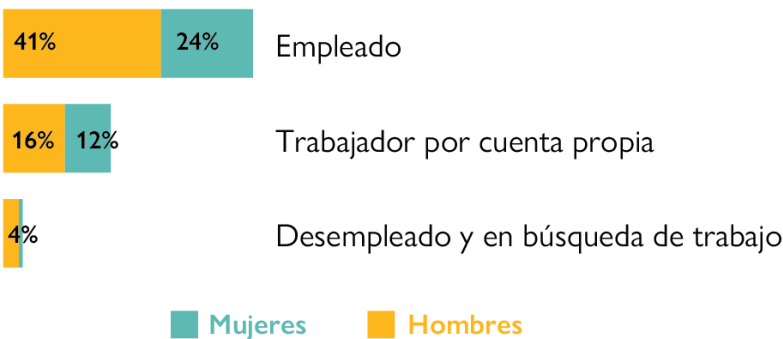 41% 24% Empleado
16% 12% Trabajador por cuenta propia
4% Desempleado y en búsqueda de trabajo
Mujeres Hombres